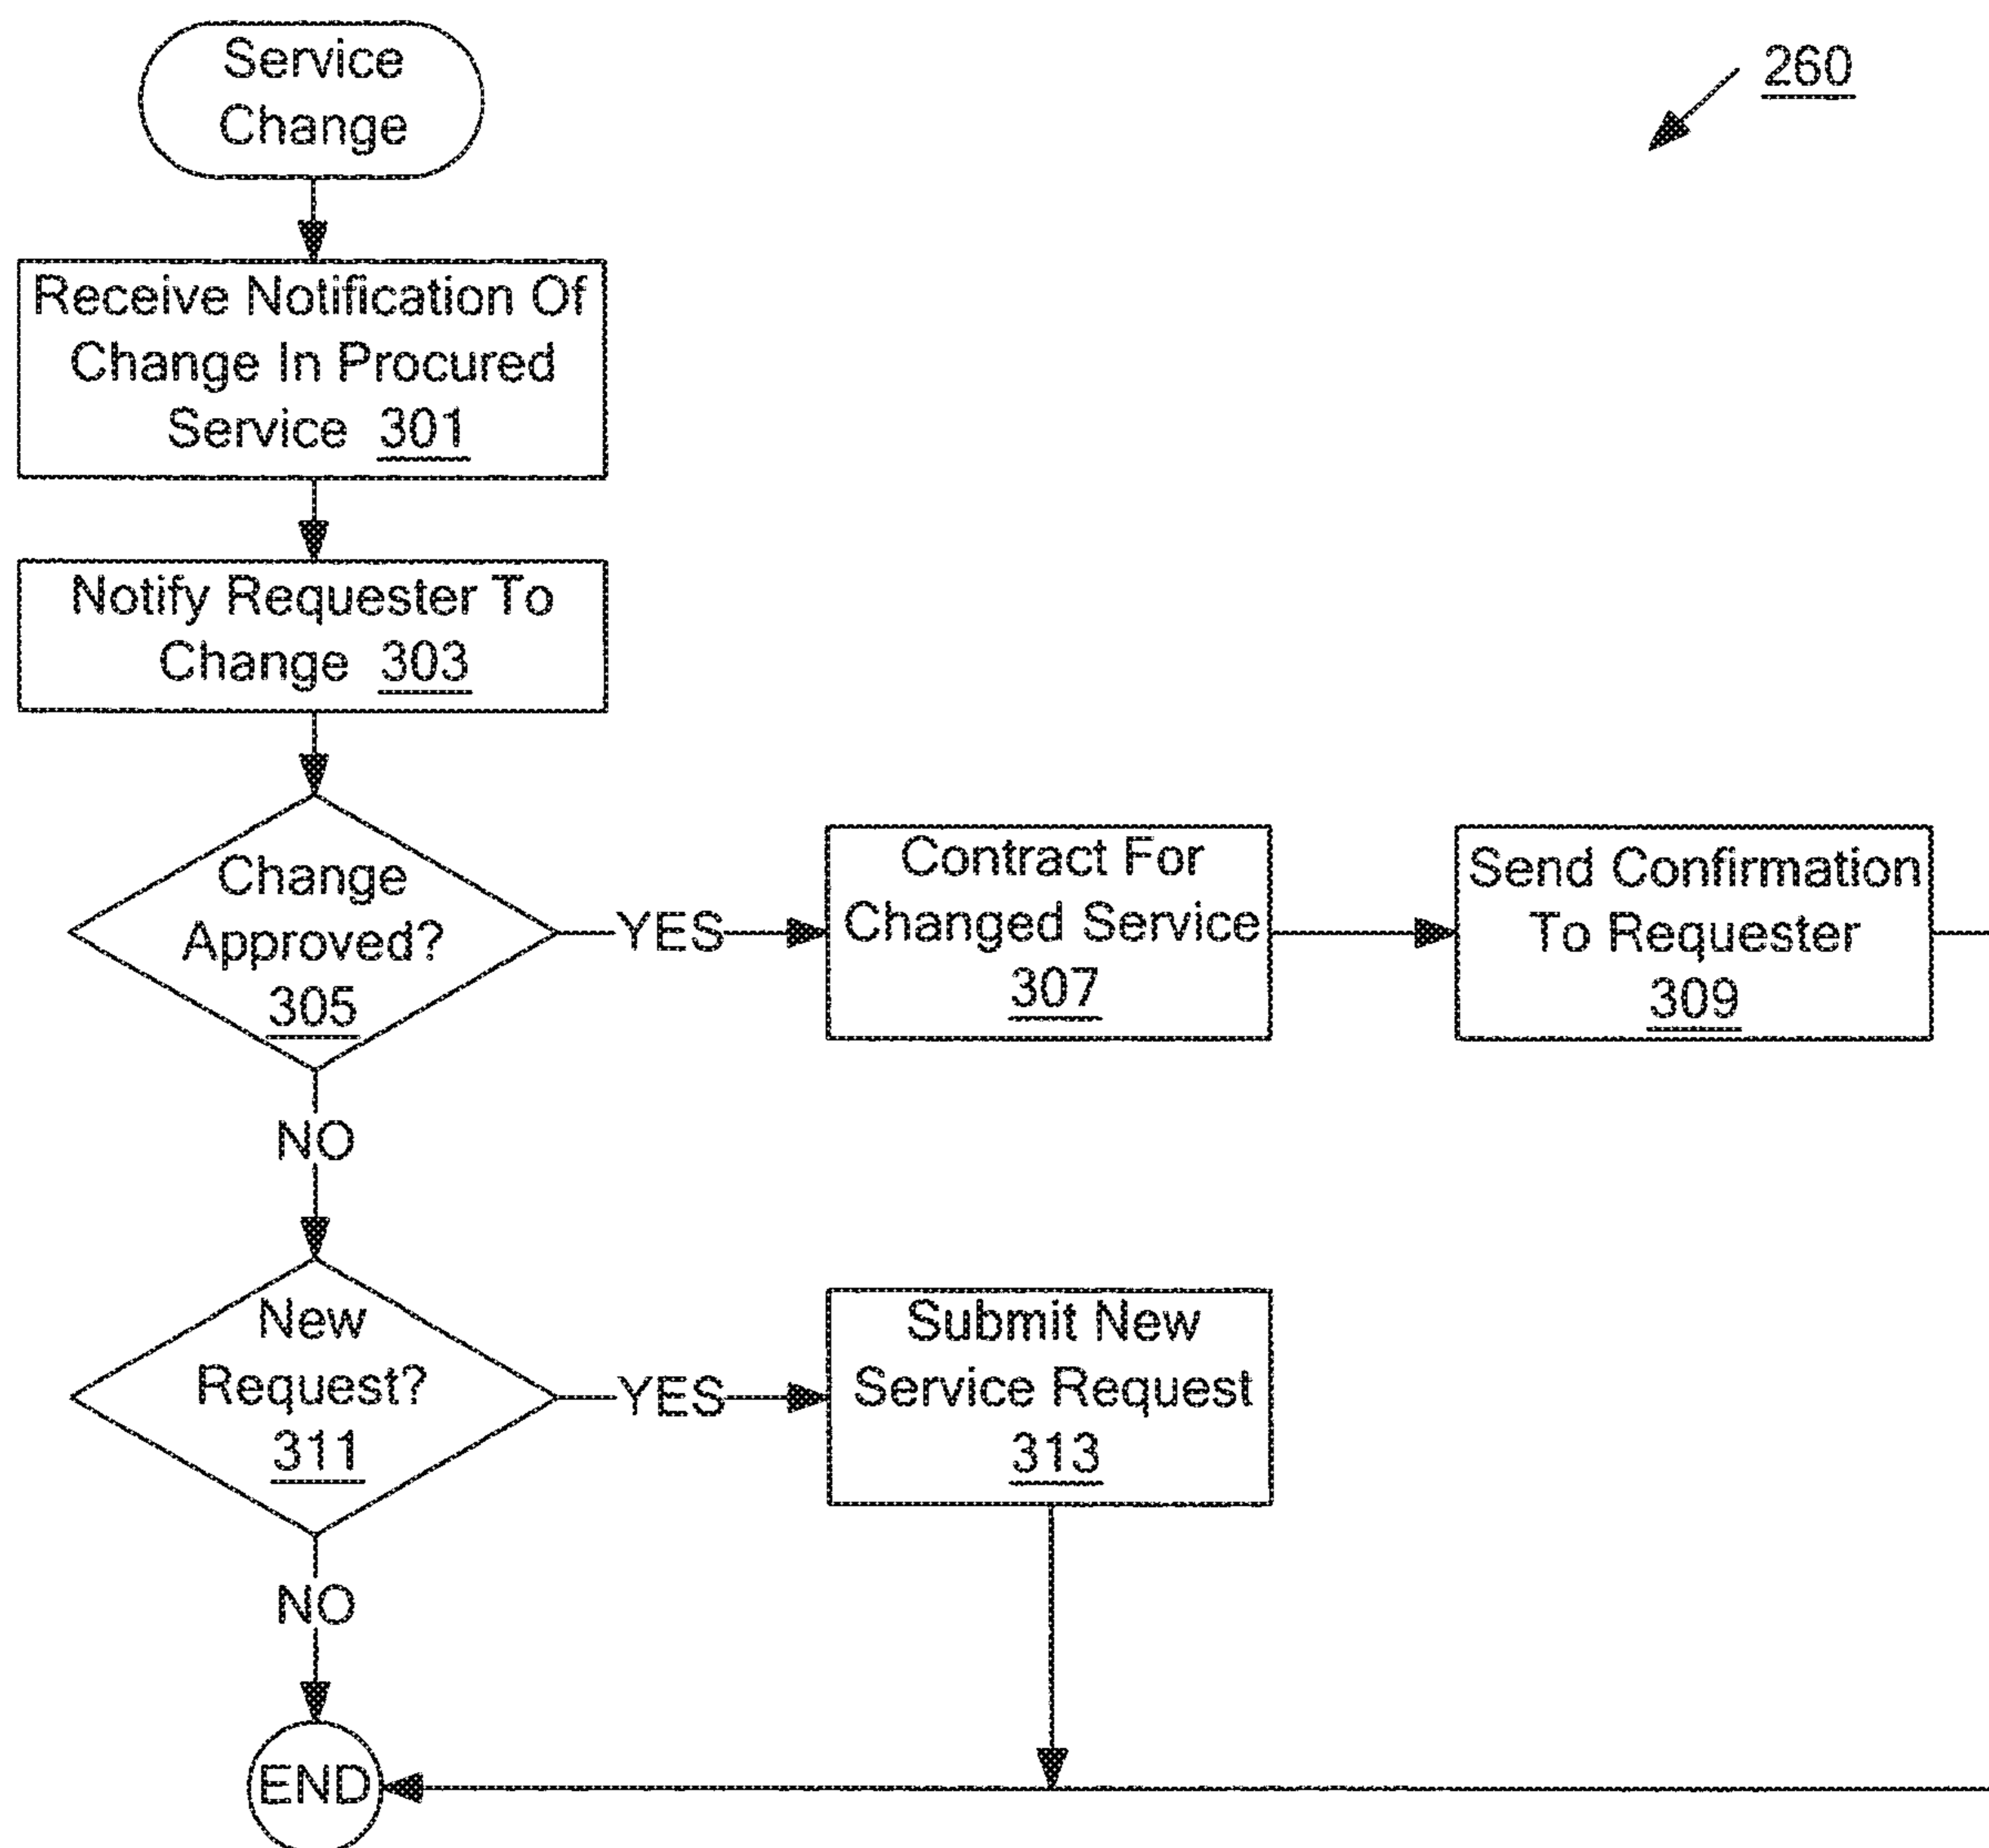 Service
Change
260
Receive Notification Of
Change In Procured
Service 301
Notify Requester To
Change 303
Change
Approved?
305
YES
Contract For
Changed Service
307
Send Confirmation
To Requester
309
NO
New
Request?
311
YES
Submit New
Service Request
313
NO
END